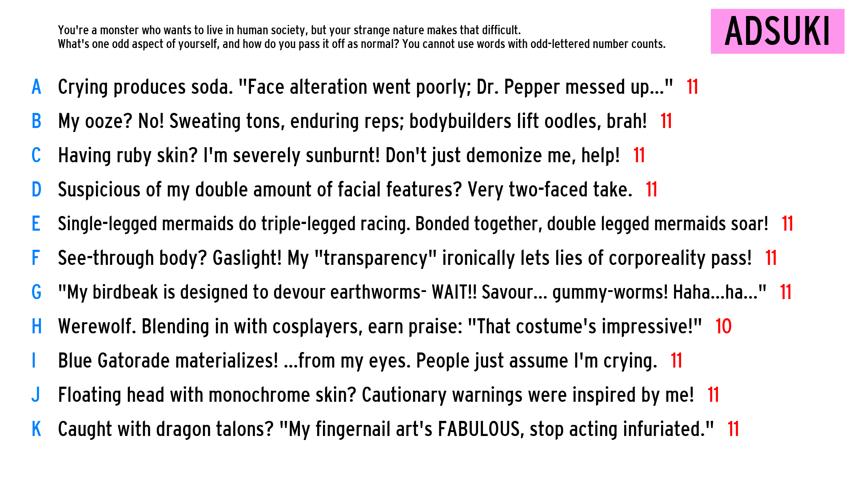 You're a monster who wants to live in human society, but your strange nature makes that difficult.
What's one odd aspect of yourself, and how do you pass it off as normal? You cannot use words with odd-lettered number counts.
ADSUKI
A Crying produces soda. "Face alteration went poorly; Dr. Pepper messed up..." 11
B My ooze? No! Sweating tons, enduring reps; bodybuilders lift oodles, brah! 11
C Having ruby skin? I'm severely sunburnt! Don't just demonize me, help! 11
D Suspicious of my double amount of facial features? Very two-faced take. 11
E Single-legged mermaids do triple-legged racing. Bonded together, double legged mermaids soar! 11
F See-through body? Gaslight! My "transparency" ironically lets lies of corporeality pass! 11
G "My birdbeak is designed to devour earthworms- WAIT!! Savour... gummy-worms! Haha...ha..." 11
H Werewolf. Blending in with cosplayers, earn praise: "That costume's impressive!" 10
I Blue Gatorade materializes! ...from my eyes. People just assume I'm crying. 11
J Floating head with monochrome skin? Cautionary warnings were inspired by me! 11
K Caught with dragon talons? "My fingernail art's FABULOUS, stop acting infuriated." 11